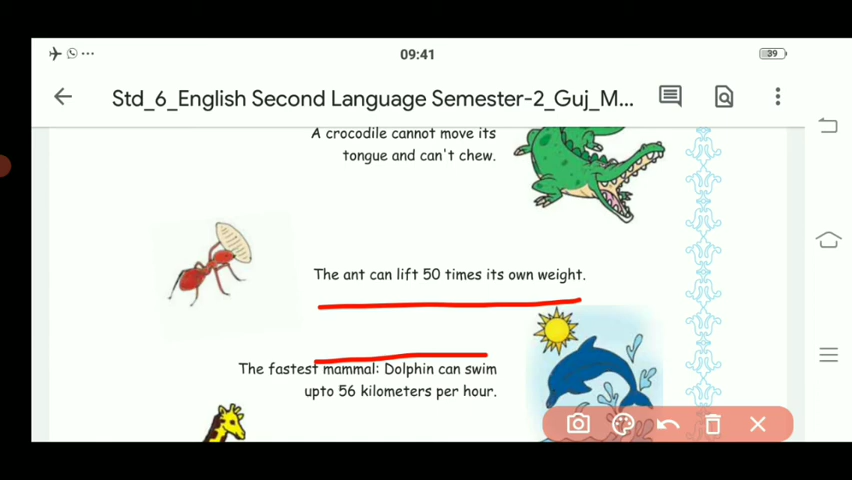 09:41
39
Std_6_English Second Language Semester-2_Guj_M...
A crocodile cannot move its
tongue and can't chew.
The ant can lift 50 times its own weight.
The fastest mammal: Dolphin can swim
upto 56 kilometers per hour.